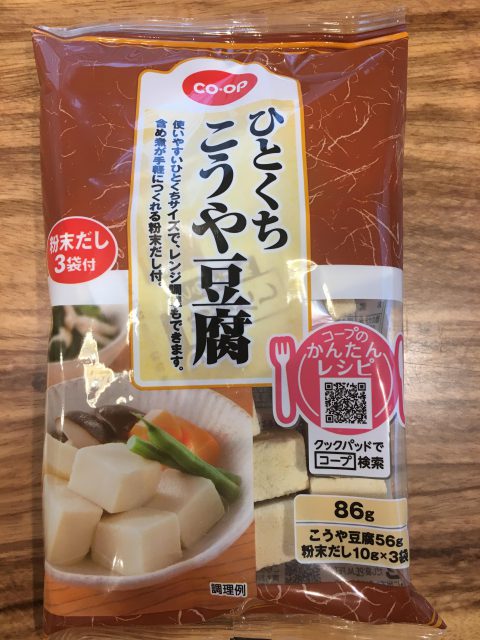 CO·OP
ひとくち
こうや豆腐
使いやすいひとくちサイズで、レンジ調理もできます。
含め煮が手軽につくれる粉末だし付。
粉末だし
3袋付
コープの
かんたん
レシピ
クックパッドで
コープ 検索
86g
こうや豆腐56g
粉末だし10g×3袋
調理例